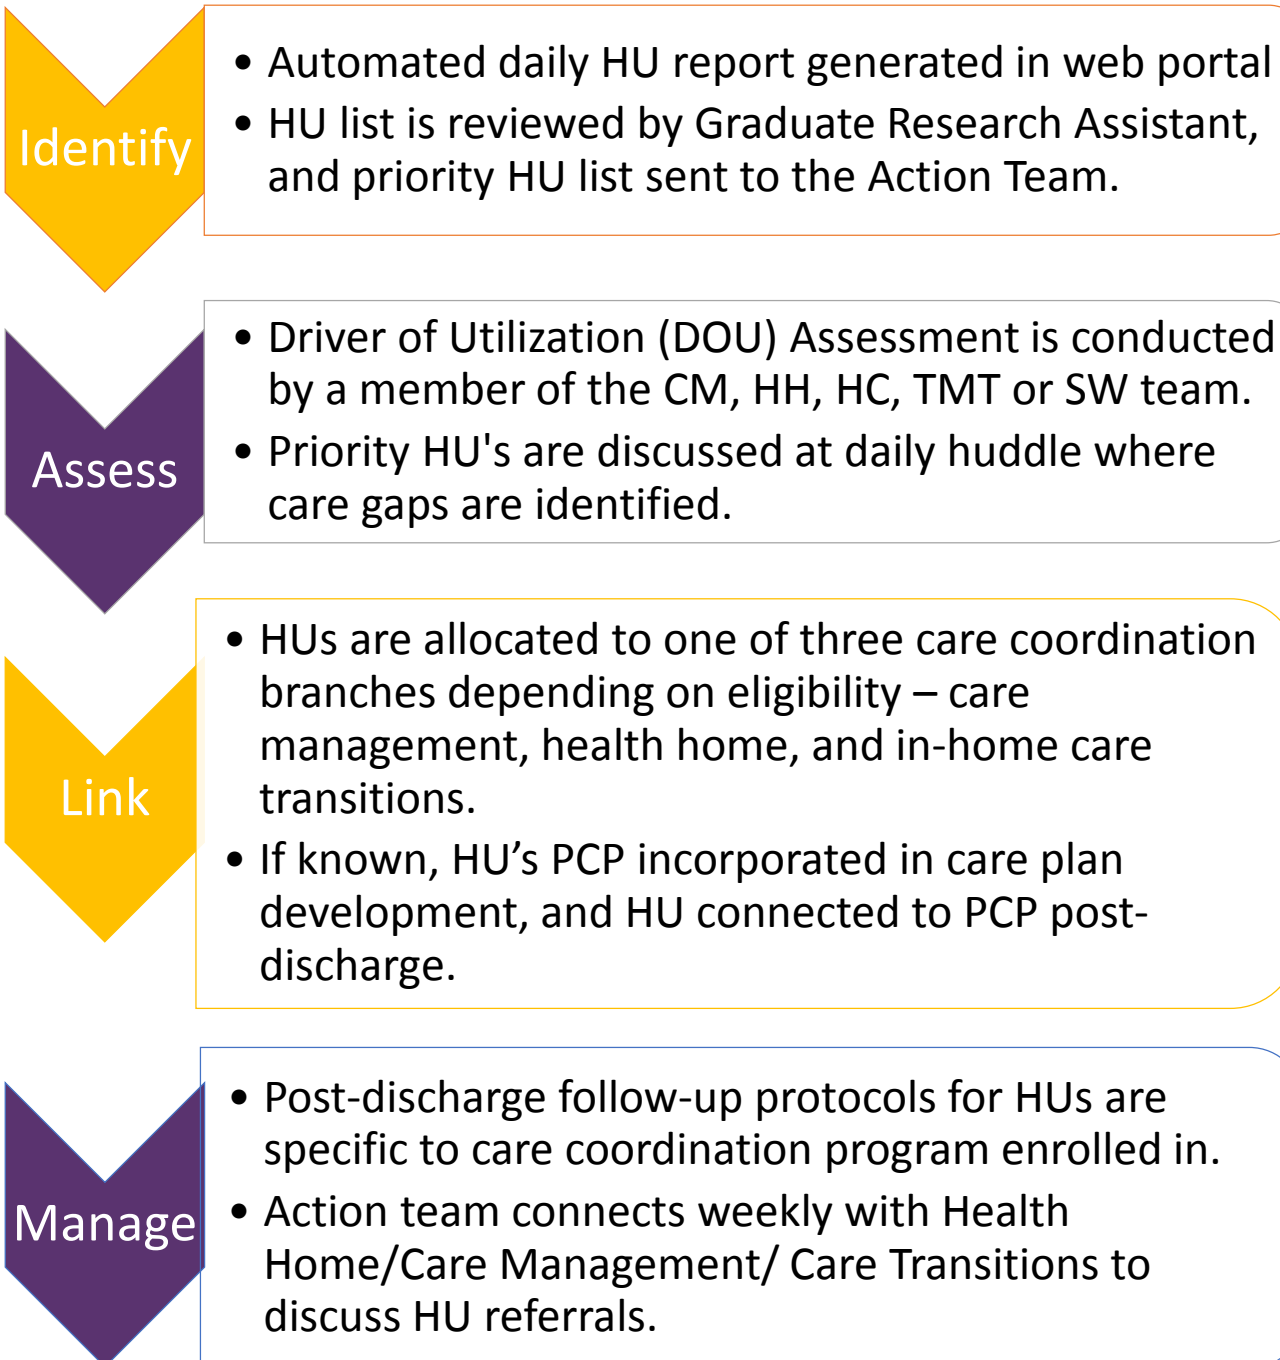 Identify
• Automated daily HU report generated in web portal
• HU list is reviewed by Graduate Research Assistant,
and priority HU list sent to the Action Team.
Assess
• Driver of Utilization (DOU) Assessment is conducted
by a member of the CM, HH, HC, TMT or SW team.
• Priority HU's are discussed at daily huddle where
care gaps are identified.
Link
• HUs are allocated to one of three care coordination
branches depending on eligibility – care
management, health home, and in-home care
transitions.
• If known, HU’s PCP incorporated in care plan
development, and HU connected to PCP post-
discharge.
Manage
• Post-discharge follow-up protocols for HUs are
specific to care coordination program enrolled in.
• Action team connects weekly with Health
Home/Care Management/ Care Transitions to
discuss HU referrals.